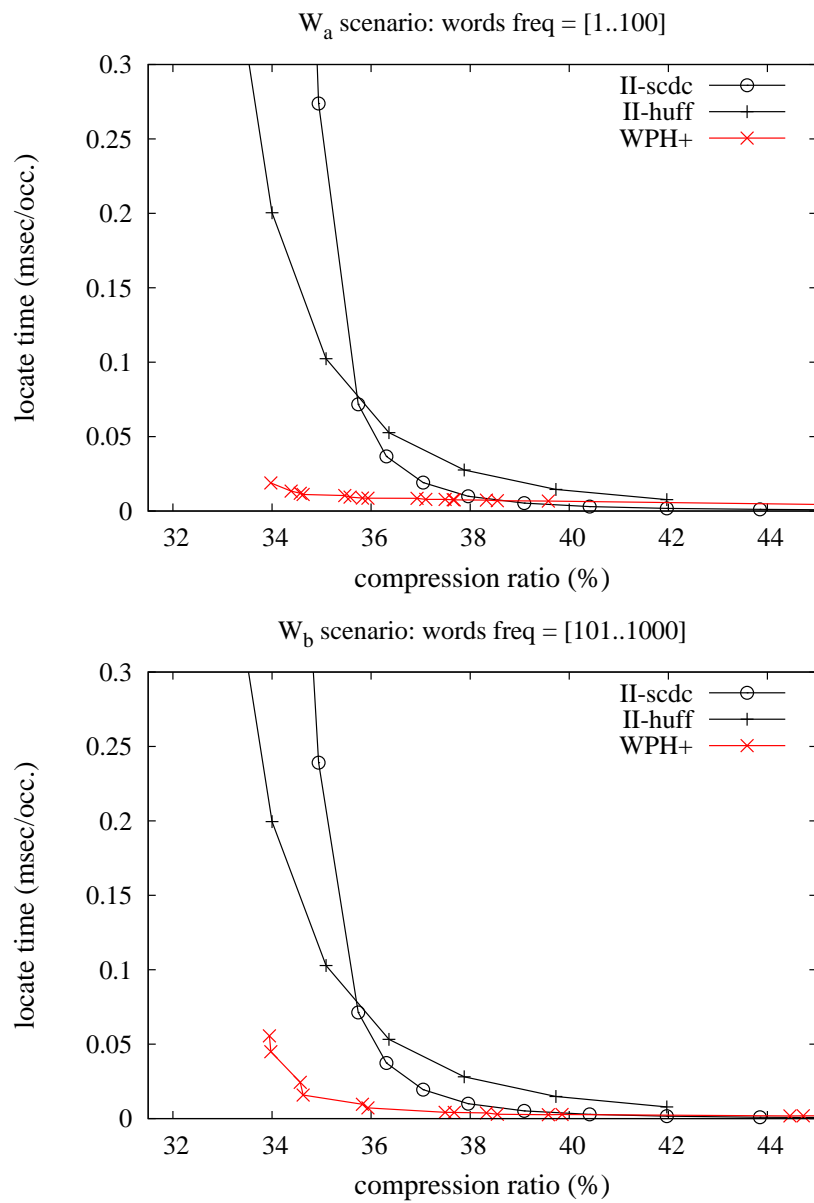 W_a scenario: words freq = [1..100]
0.3
0.25
0.2
0.15
0.1
0.05
0
locate time (msec/occ.)
II-scdc
II-huff
WPH+
32 34 36 38 40 42 44
compression ratio (%)
W_b scenario: words freq = [101..1000]
0.3
0.25
0.2
0.15
0.1
0.05
0
locate time (msec/occ.)
II-scdc
II-huff
WPH+
32 34 36 38 40 42 44
compression ratio (%)